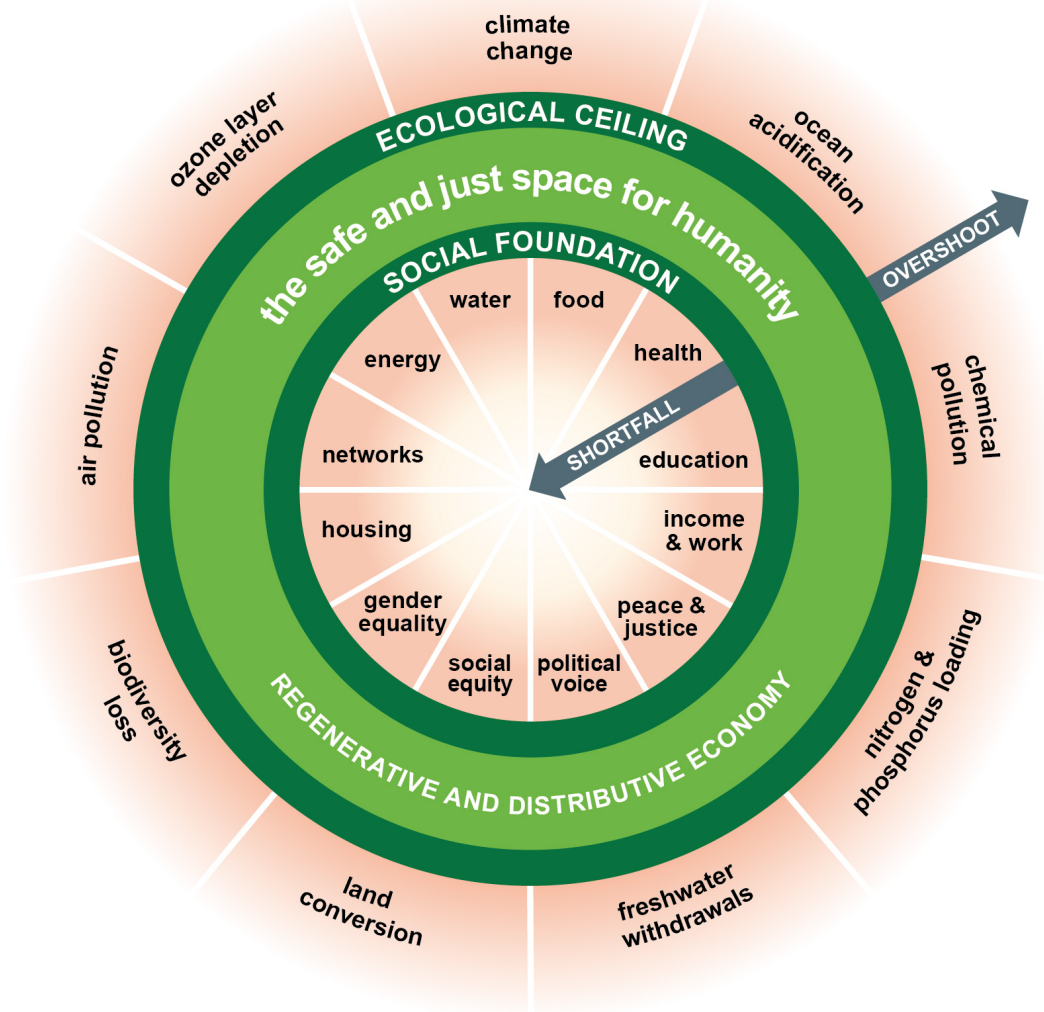 climate
change
ocean
acidification
OVERSHOOT
chemical
pollution
nitrogen &
phosphorus loading
freshwater
withdrawals
land
conversion
biodiversity
loss
air pollution
ozone layer
depletion
ECOLOGICAL CEILING
the safe and just space for humanity
SOCIAL FOUNDATION
water
food
health
SHORTFALL
education
income
& work
peace &
justice
political
voice
social
equity
gender
equality
housing
networks
energy
REGENERATIVE AND DISTRIBUTIVE ECONOMY